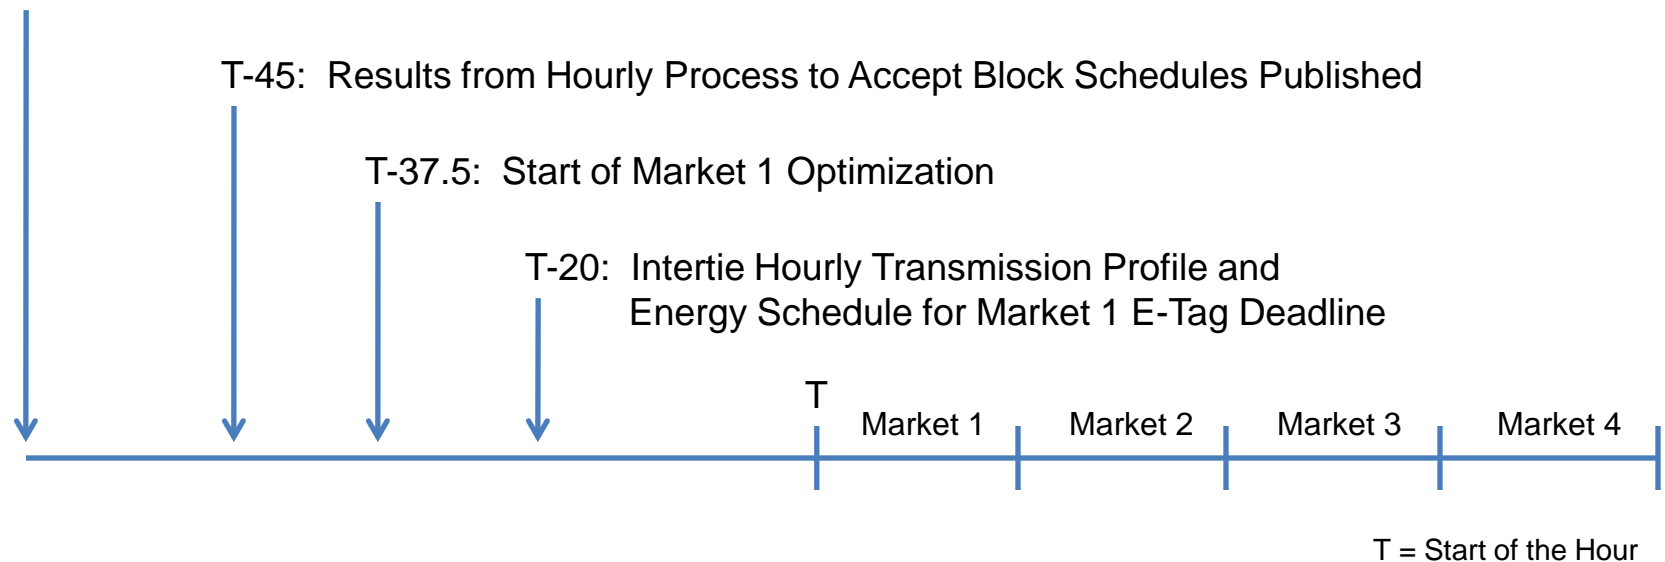 T-45: Results from Hourly Process to Accept Block Schedules Published
T-37.5: Start of Market 1 Optimization
T-20: Intertie Hourly Transmission Profile and
Energy Schedule for Market 1 E-Tag Deadline
T
Market 1 Market 2 Market 3 Market 4
T = Start of the Hour